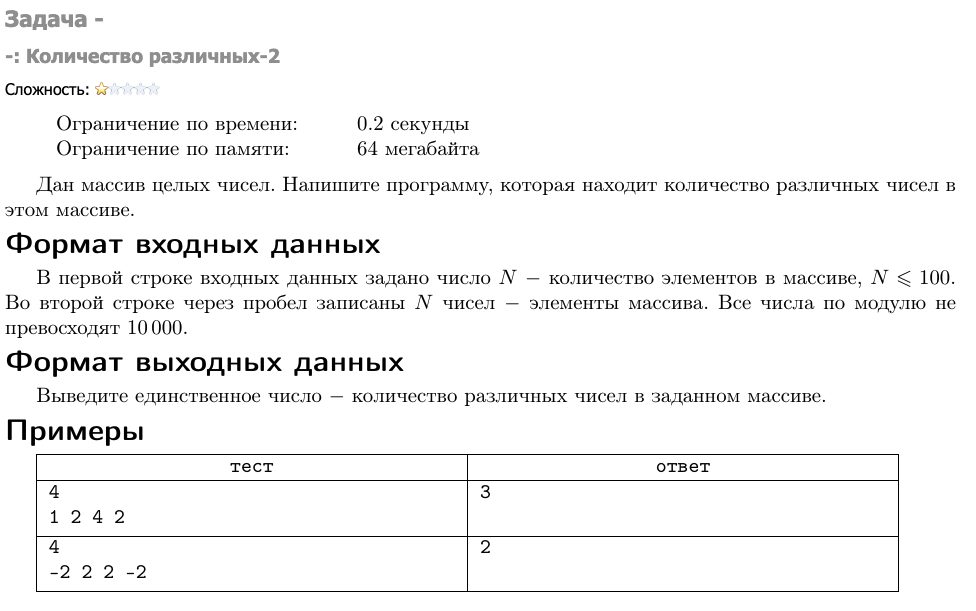 Задача -
-: Количество различных-2
Сложность:
Ограничение по времени: 0.2 секунды
Ограничение по памяти: 64 мегабайта
Дан массив целых чисел. Напишите программу, которая находит количество различных чисел в
этом массиве.
Формат входных данных
В первой строке входных данных задано число N − количество элементов в массиве, N ⩽ 100.
Во второй строке через пробел записаны N чисел − элементы массива. Все числа по модулю не
превосходят 10 000.
Формат выходных данных
Выведите единственное число − количество различных чисел в заданном массиве.
Примеры
тест ответ
4 3
1 2 4 2
4 2
-2 2 2 -2